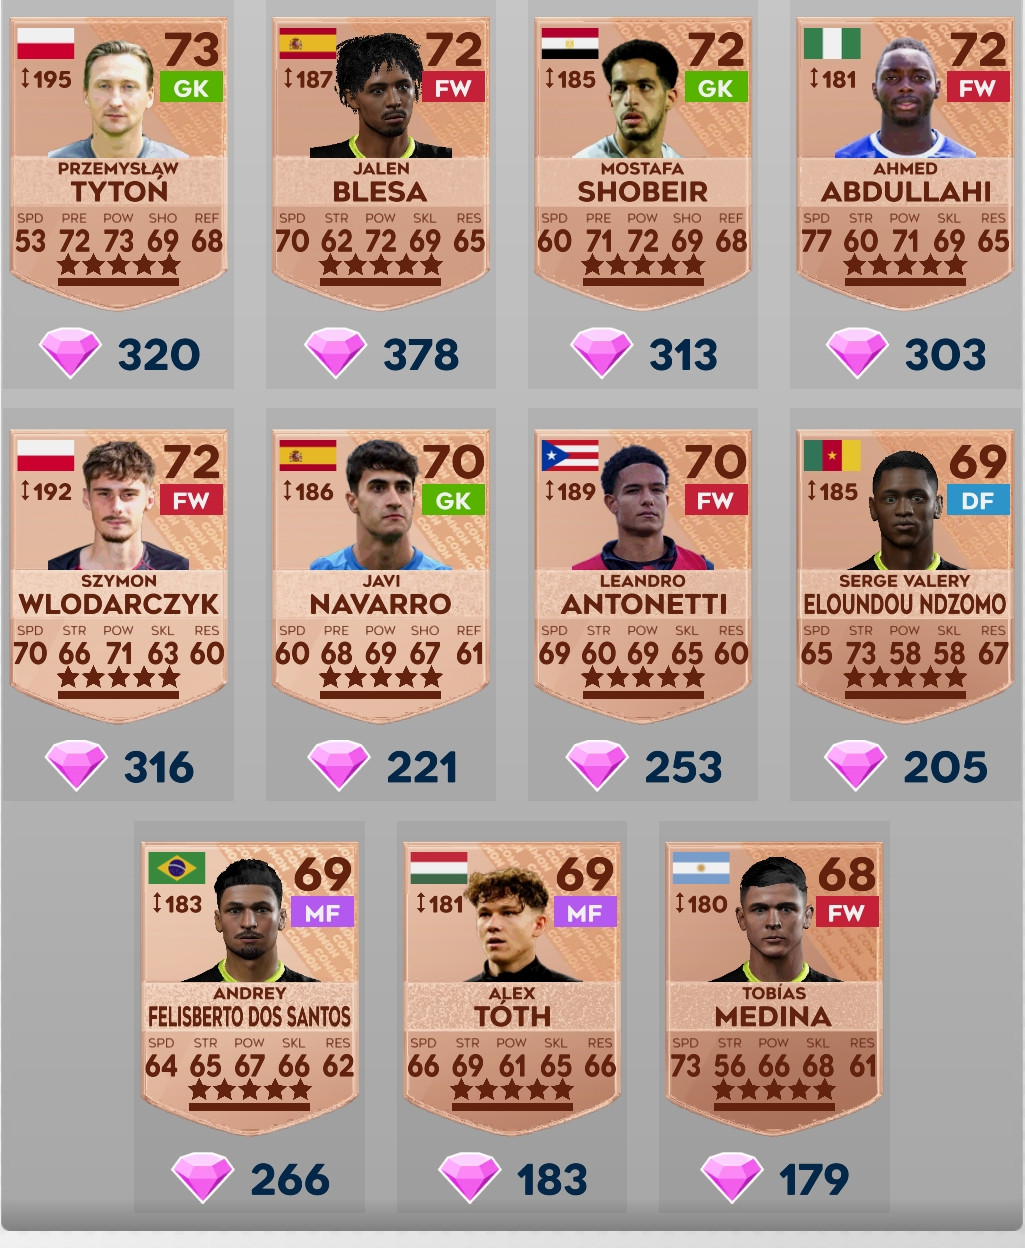 73
195
GK
PRZEMYSŁAW
TYTOŃ
SPD PRE POW SHO REF
53 72 73 69 68
320
72
187
FW
JALEN
BLESA
SPD STR POW SKL RES
70 62 72 69 65
378
72
185
GK
MOSTAFA
SHOBEIR
SPD PRE POW SHO REF
60 71 72 69 68
313
72
181
FW
AHMED
ABDULLAHI
SPD STR POW SKL RES
77 60 71 69 65
303
72
192
FW
SZYMON
WLODARCZYK
SPD STR POW SKL RES
70 66 71 63 60
316
70
186
GK
JAVI
NAVARRO
SPD PRE POW SHO REF
60 68 69 67 61
221
70
189
FW
LEANDRO
ANTONETTI
SPD STR POW SKL RES
69 60 69 65 60
253
69
185
DF
SERGE VALERY
ELOUNDOU NDZOMO
SPD STR POW SKL RES
65 73 58 58 67
205
69
183
MF
ANDREY
FELISBERTO DOS SANTOS
SPD STR POW SKL RES
64 65 67 66 62
266
69
181
MF
ALEX
TÓTH
SPD STR POW SKL RES
66 69 61 65 66
183
68
180
FW
TOBÍAS
MEDINA
SPD STR POW SKL RES
73 56 66 68 61
179